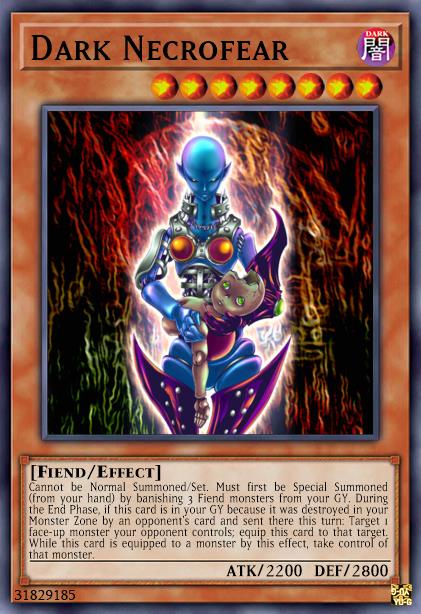 Dark Necrofear
DARK
闇
[Fiend/Effect]
Cannot be Normal Summoned/Set. Must first be Special Summoned
(from your hand) by banishing 3 Fiend monsters from your GY. During
the End Phase, if this card is in your GY because it was destroyed in your
Monster Zone by an opponent's card and sent there this turn: Target 1
face-up monster your opponent controls; equip this card to that target.
While this card is equipped to a monster by this effect, take control of
that monster.
ATK/2200 DEF/2800
31829185